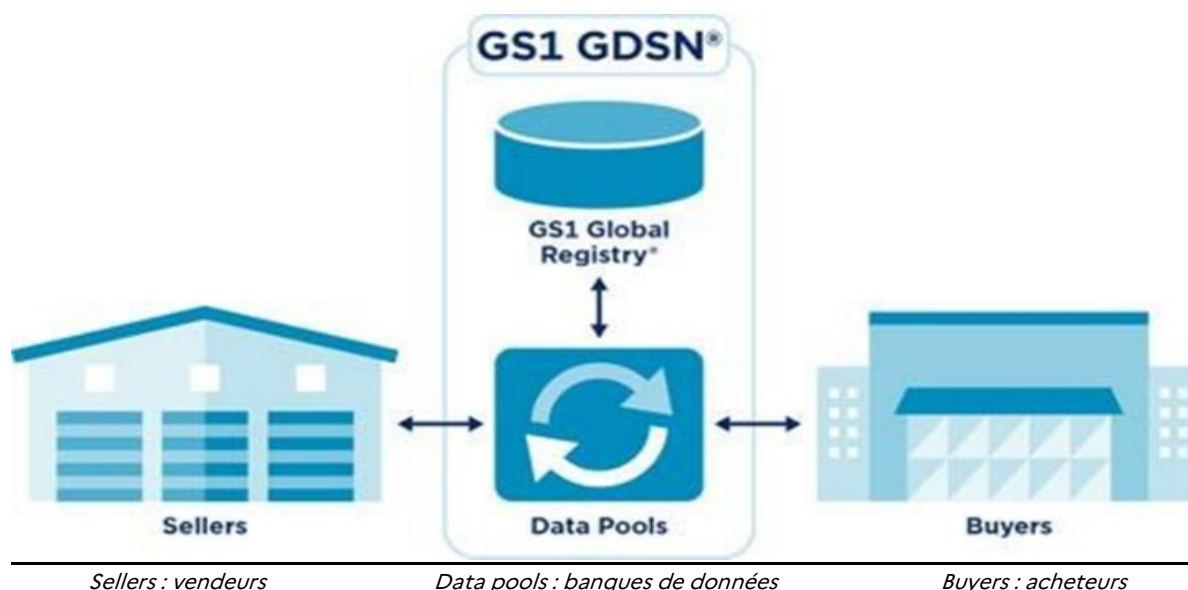 GS1 GDSN®
GS1 Global
Registry®
Sellers
Data Pools
Buyers
Sellers : vendeurs
Data pools : banques de données
Buyers : acheteurs